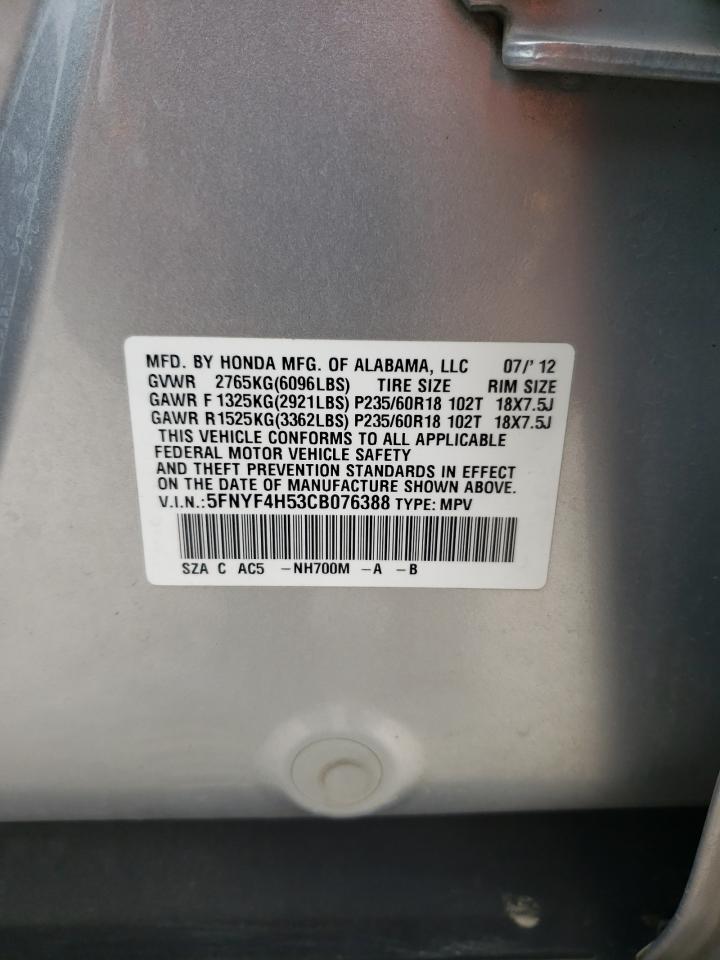 MFD. BY HONDA MFG. OF ALABAMA, LLC 07/' 12
GVWR 2765KG(6096LBS) TIRE SIZE RIM SIZE
GAWR F 1325KG(2921LBS) P235/60R18 102T 18X7.5J
GAWR R 1525KG(3362LBS) P235/60R18 102T 18X7.5J
THIS VEHICLE CONFORMS TO ALL APPLICABLE
FEDERAL MOTOR VEHICLE SAFETY
AND THEFT PREVENTION STANDARDS IN EFFECT
ON THE DATE OF MANUFACTURE SHOWN ABOVE.
V.I.N.:5FNYF4H53CB076388 TYPE: MPV
SZA C AC5 -NH700M -A -B